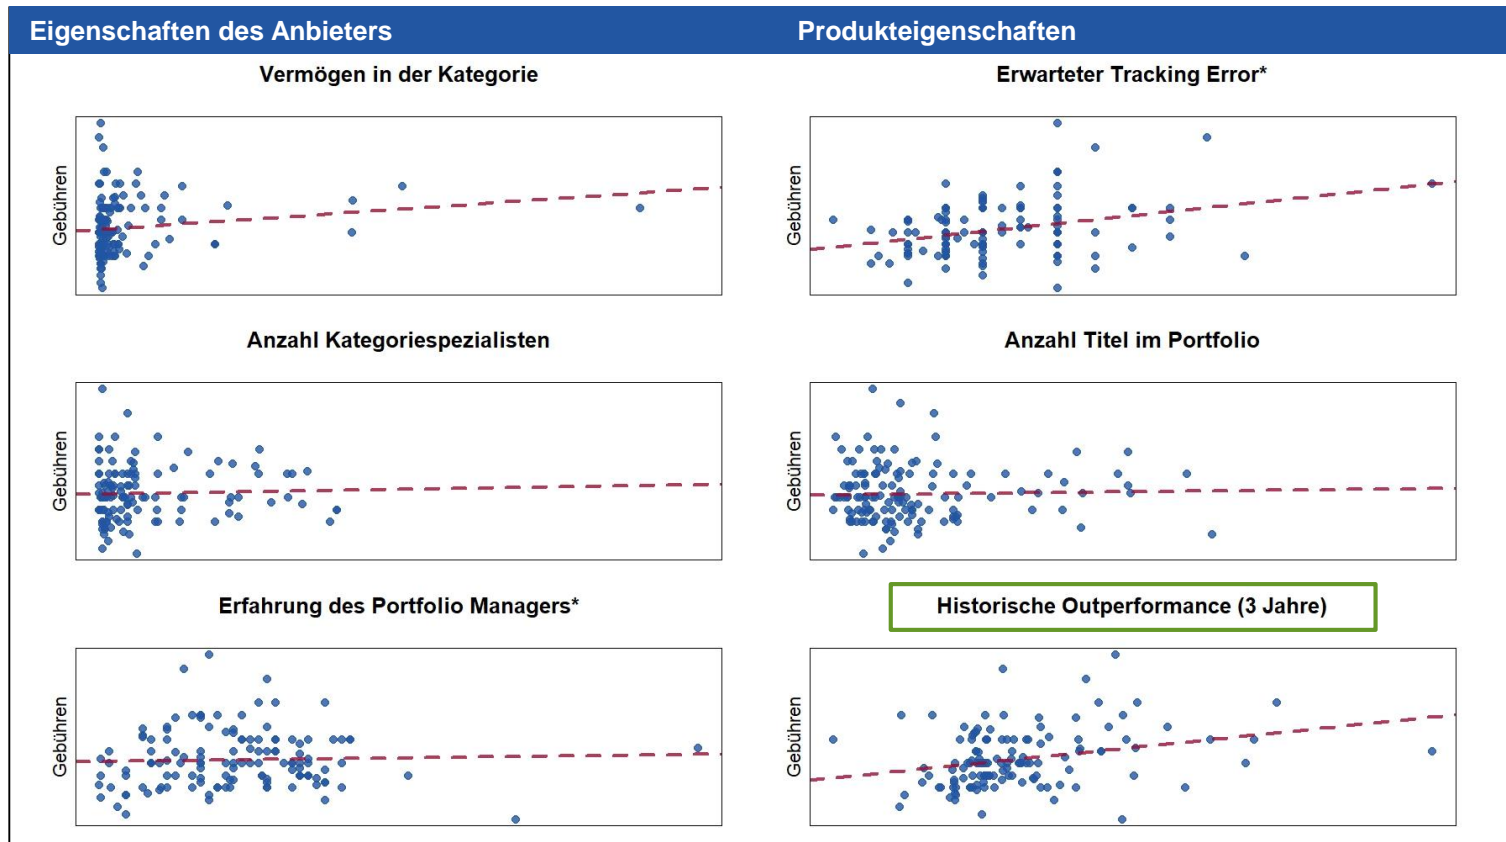 Eigenschaften des Anbieters
Produkteigenschaften
Vermögen in der Kategorie
Erwarteter Tracking Error*
Gebühren
Gebühren
Anzahl Kategoriespezialisten
Anzahl Titel im Portfolio
Gebühren
Gebühren
Erfahrung des Portfolio Managers*
Historische Outperformance (3 Jahre)
Gebühren
Gebühren